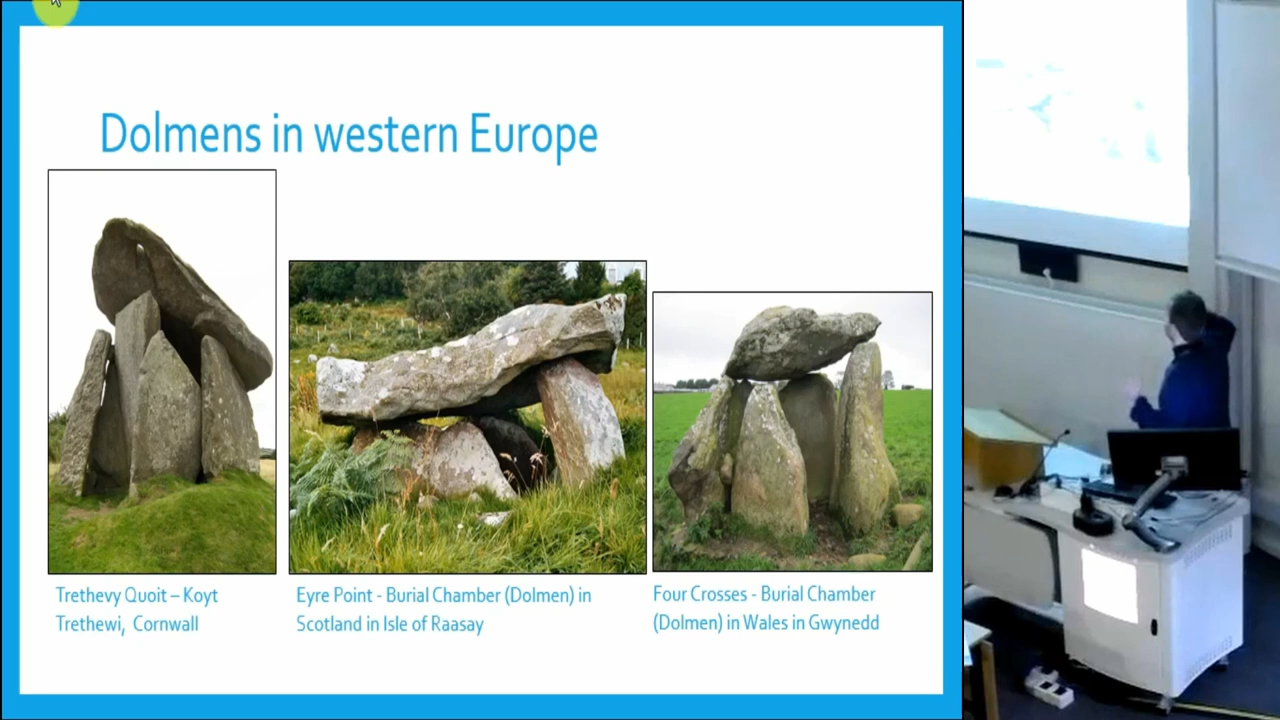 Dolmens in western Europe
Trethevy Quoit – Koyt
Trethewi, Cornwall
Eyre Point - Burial Chamber (Dolmen) in
Scotland in Isle of Raasay
Four Crosses - Burial Chamber
(Dolmen) in Wales in Gwynedd